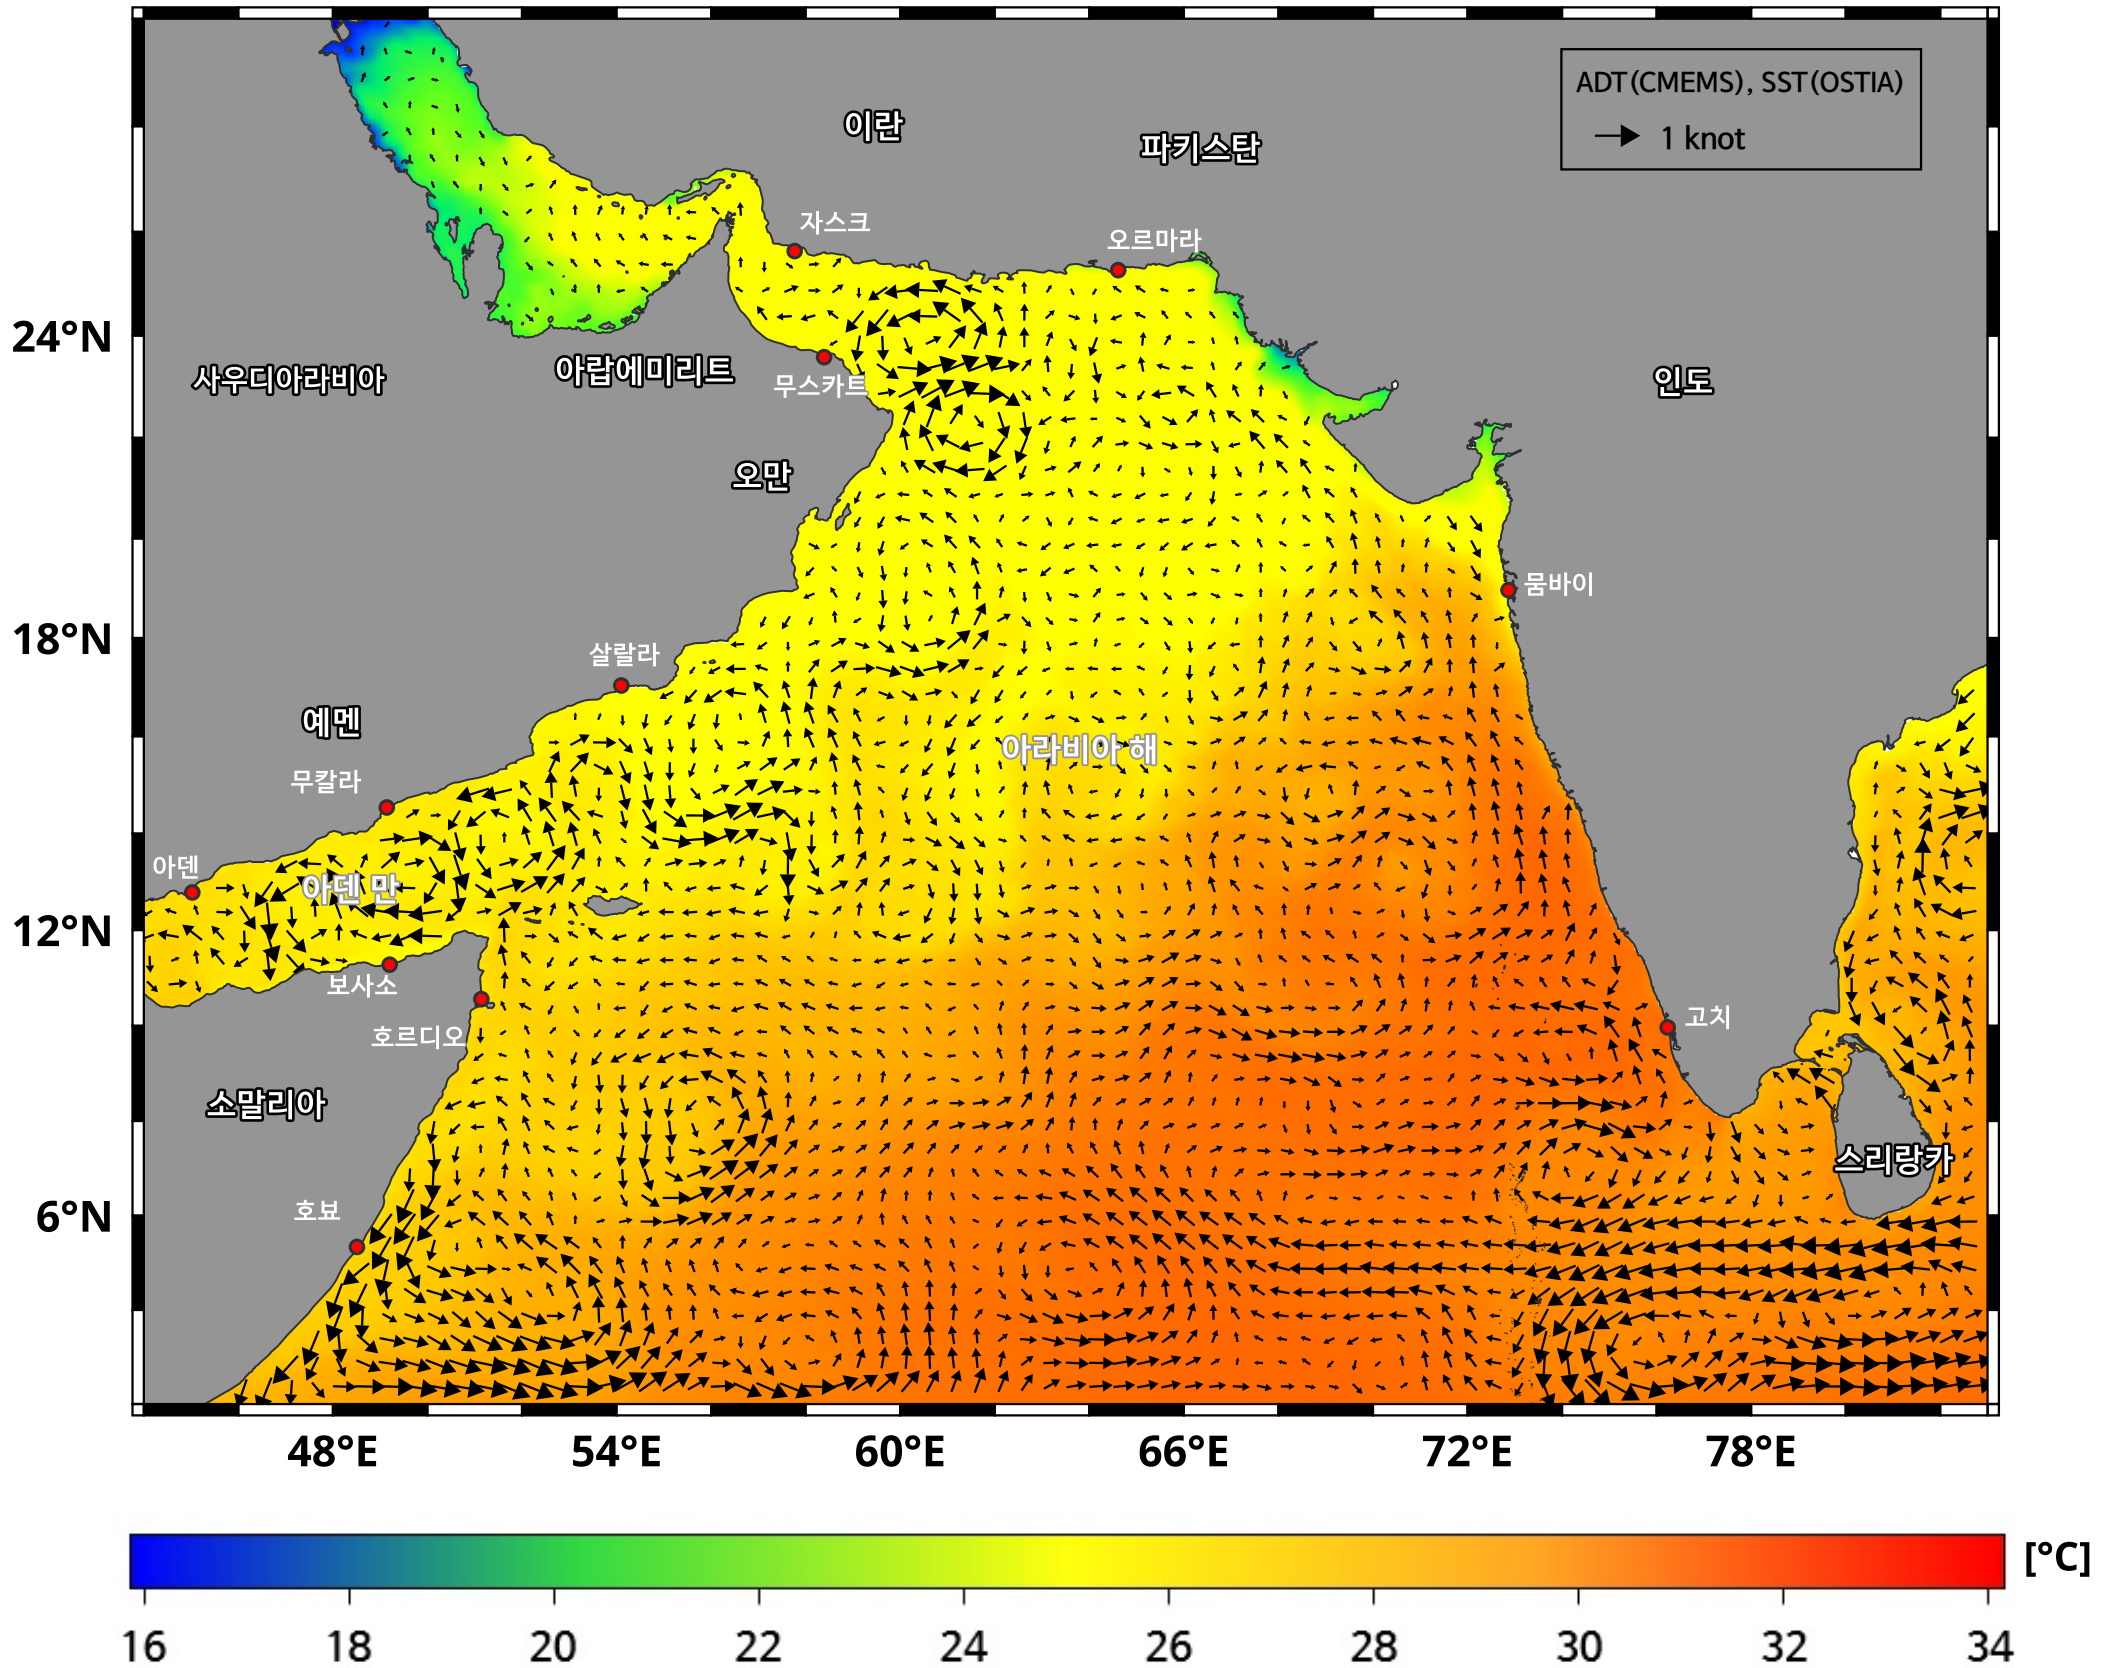 ADT(CMEMS), SST(OSTIA)
1 knot
이란
파키스탄
자스크
오르마라
24°N
사우디아라비아
아랍에미리트
무스카트
인도
오만
뭄바이
18°N
살랄라
예멘
아라비아 해
무칼라
아덴
아덴 만
12°N
보사소
호르디오
고치
소말리아
스리랑카
6°N
호뵤
48°E 54°E 60°E 66°E 72°E 78°E
[°C]
16 18 20 22 24 26 28 30 32 34